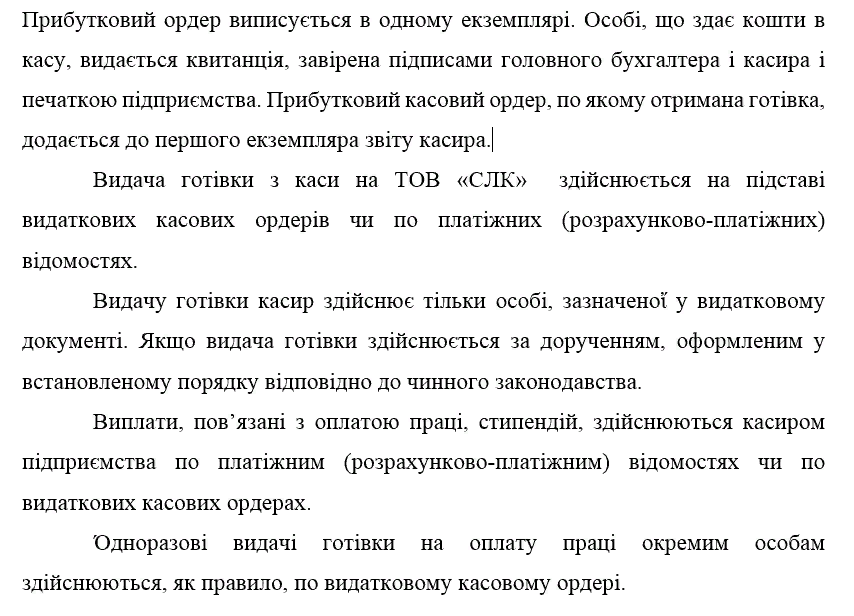 Прибутковий ордер виписується в одному екземплярі. Особі, що здає кошти в
касу, видається квитанція, завірена підписами головного бухгалтера і касира і
печаткою підприємства. Прибутковий касовий ордер, по якому отримана готівка,
додається до першого екземпляра звіту касира.
Видача готівки з каси на ТОВ «СЛК» здійснюється на підставі
видаткових касових ордерів чи по платіжних (розрахунково-платіжних)
відомостях.
Видачу готівки касир здійснює тільки особі, зазначеної́ у видатковому
документі. Якщо видача готівки здійснюється за дорученням, оформленим у
встановленому порядку відповідно до чинного законодавства.
Виплати, пов’язані з оплатою праці, стипендій, здійснюються касиром
підприємства по платіжним (розрахунково-платіжним) відомостях чи по
видаткових касових ордерах.
О́дноразові видачі готівки на оплату праці окремим особам
здійснюються, як правило, по видатковому касовому ордері.